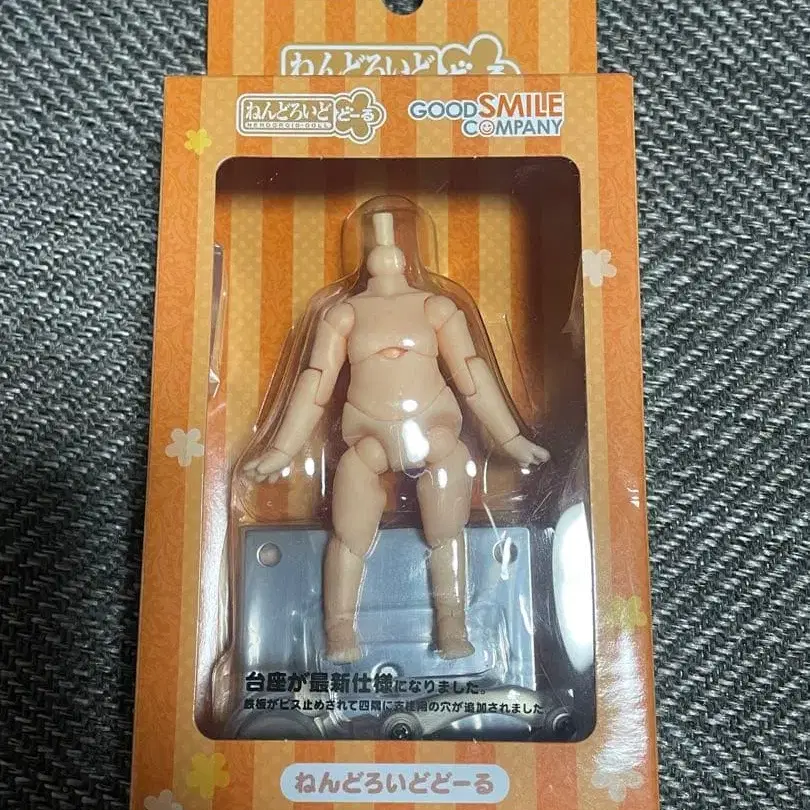 ねんどろいどどーる
ねんどろいど どーる
NENDOROID-DOLL
GOOD SMILE
COMPANY
台座が最新仕様になりました。
鉄板がビス止めされて四隅に支柱用の穴が追加されました
ねんどろいどどーる